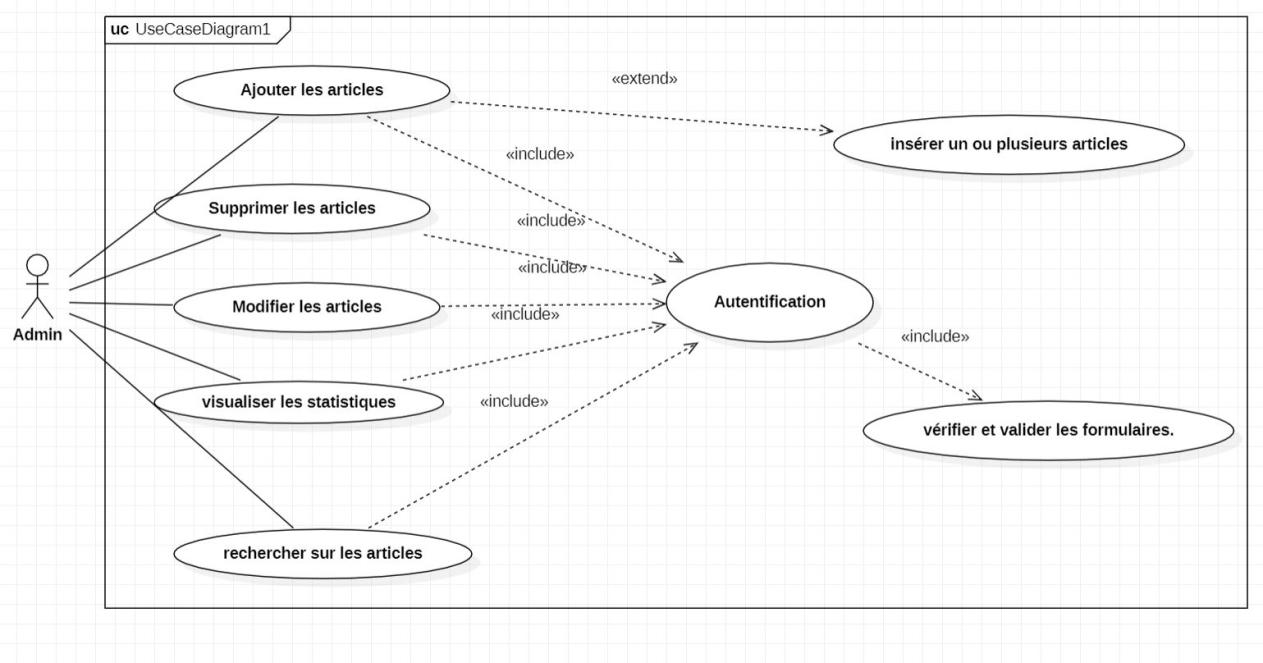 uc UseCaseDiagram1
Ajouter les articles
«extend»
insérer un ou plusieurs articles
«include»
Supprimer les articles
«include»
«include»
Admin
Modifier les articles
«include»
Autentification
«include»
visualiser les statistiques
«include»
vérifier et valider les formulaires.
rechercher sur les articles